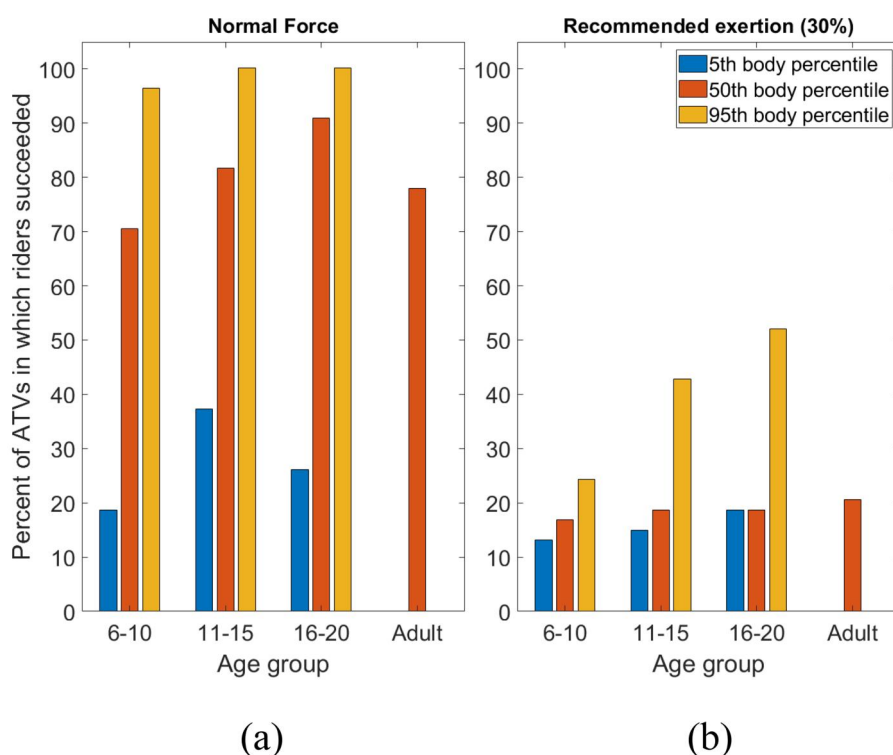 Normal Force
Recommended exertion (30%)
5th body percentile
50th body percentile
95th body percentile
Percent of ATVs in which riders succeeded
100
90
80
70
60
50
40
30
20
10
0
6-10
11-15
16-20
Adult
Age group
(a)
100
90
80
70
60
50
40
30
20
10
0
6-10
11-15
16-20
Adult
Age group
(b)